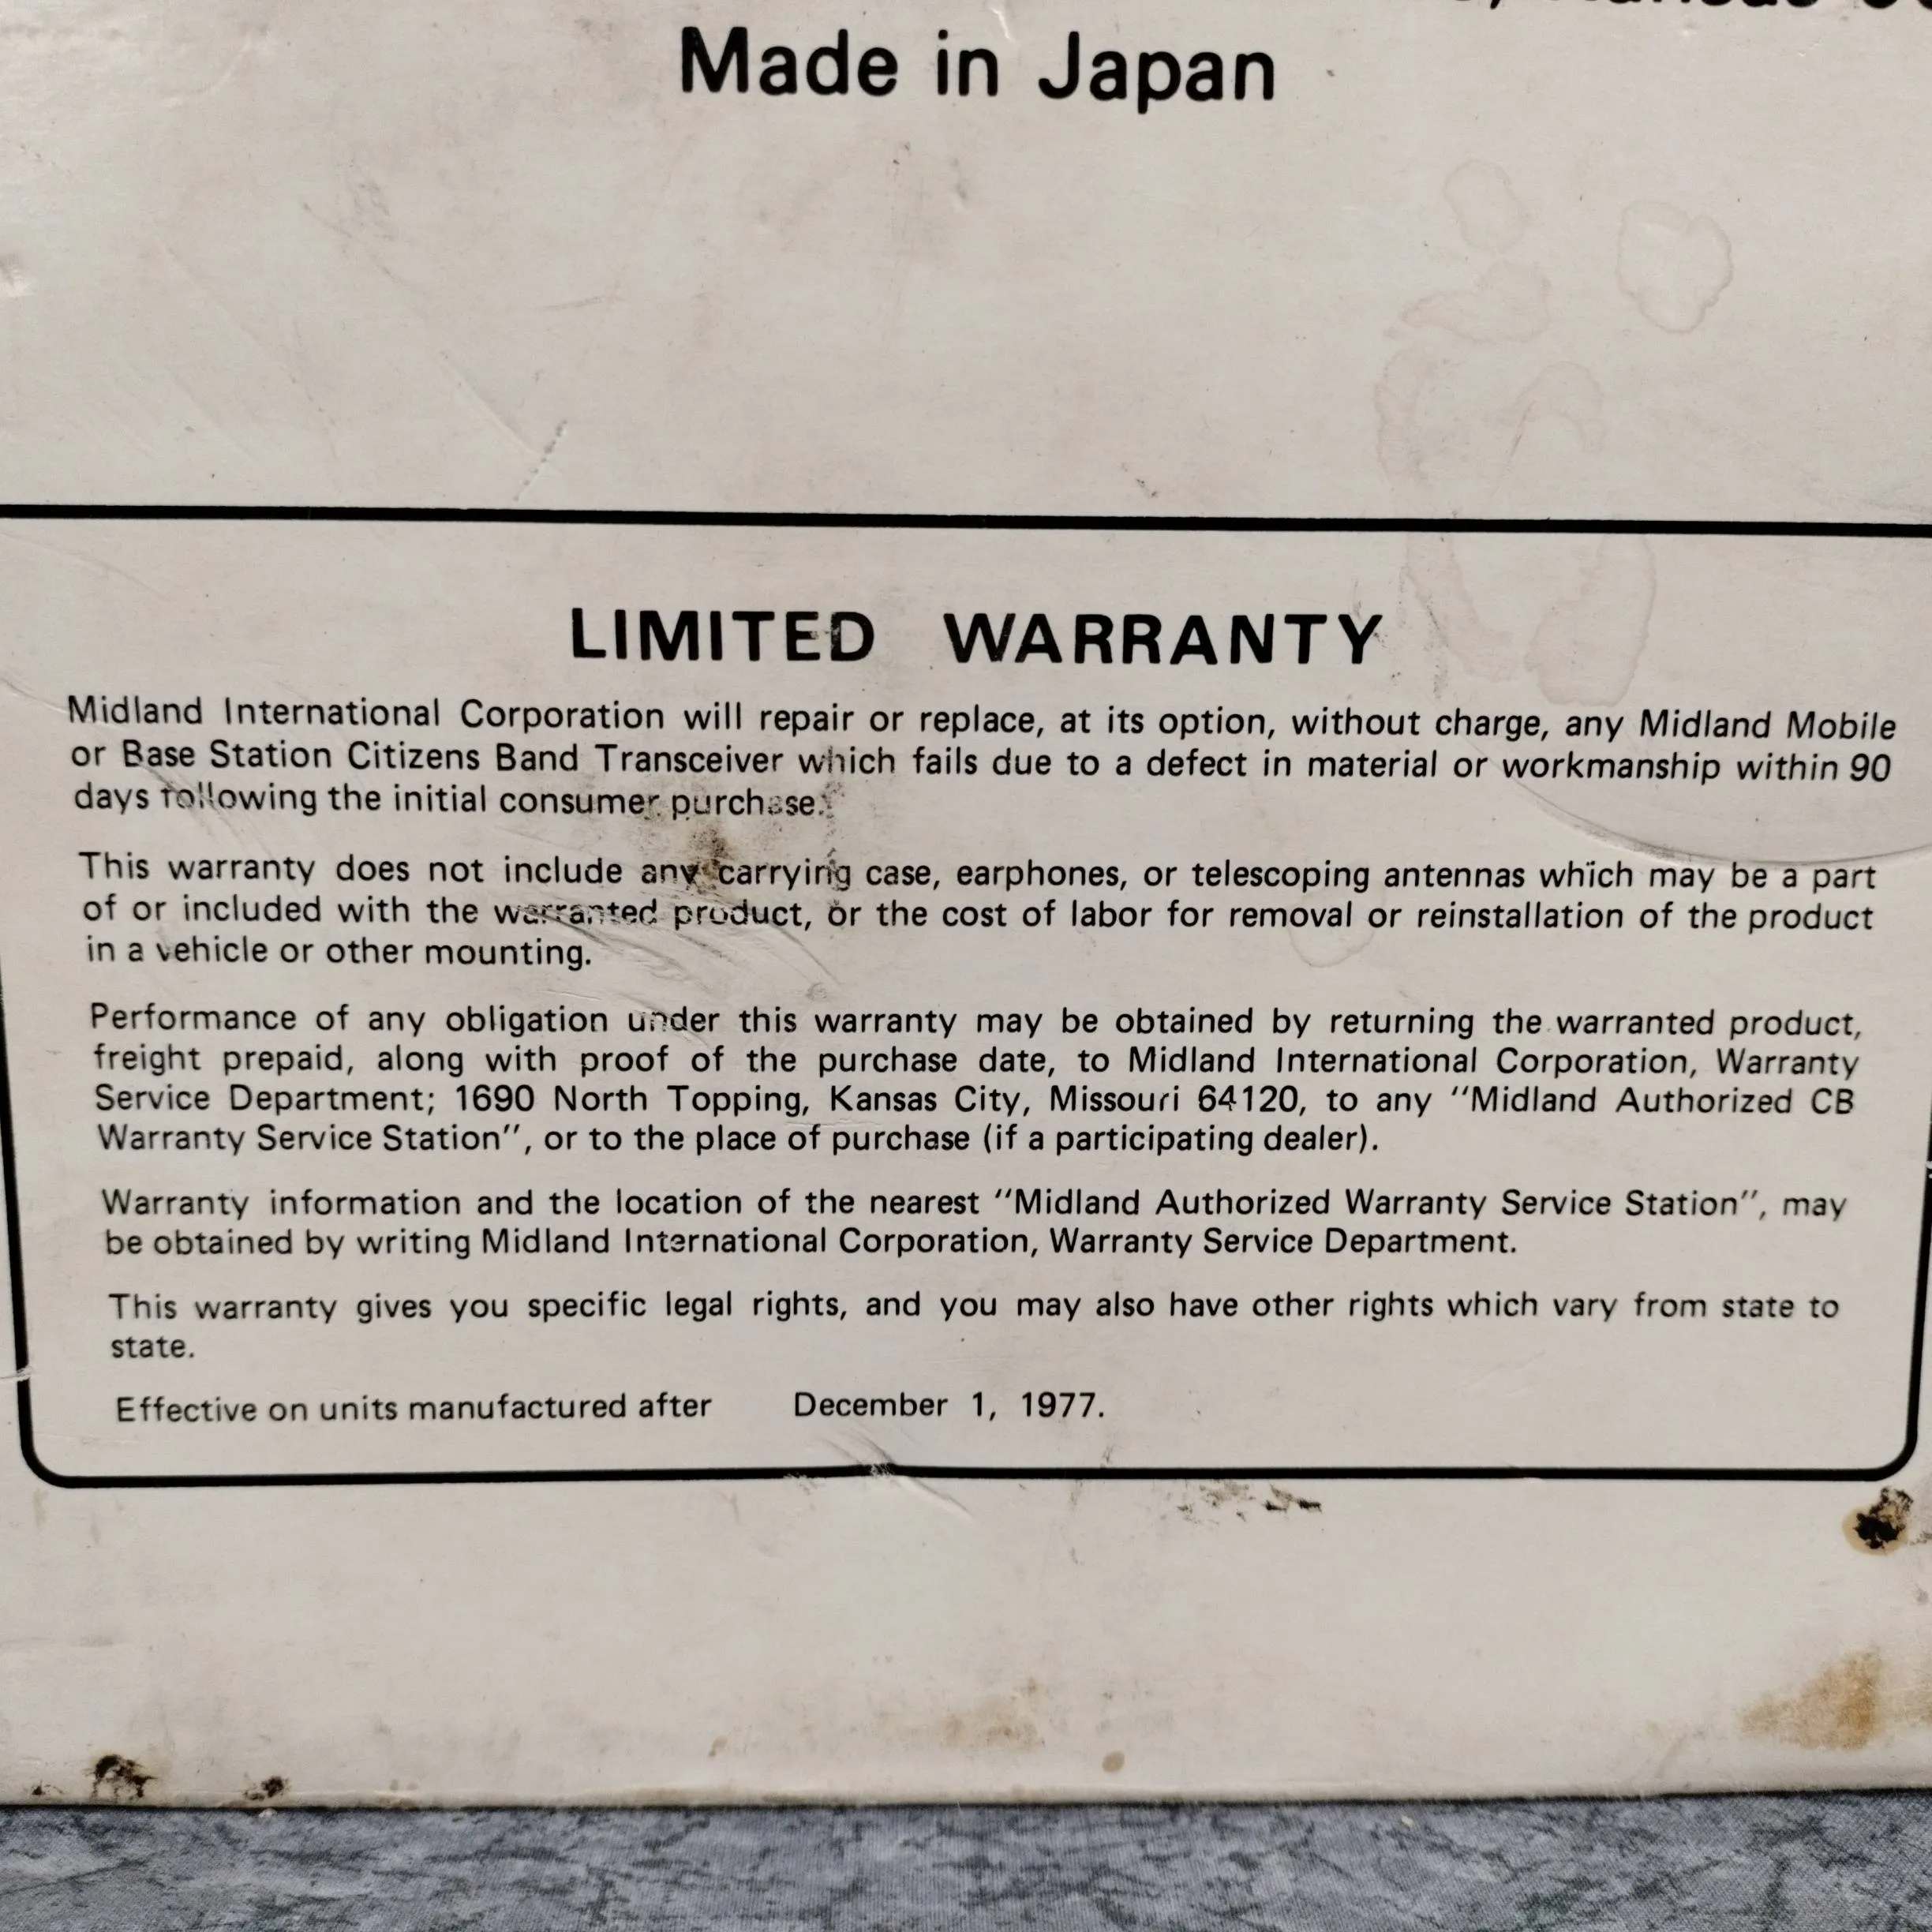 Kansas
Made in Japan
LIMITED WARRANTY
Midland International Corporation will repair or replace, at its option, without charge, any Midland Mobile
or Base Station Citizens Band Transceiver which fails due to a defect in material or workmanship within 90
days following the initial consumer purchase.
This warranty does not include any carrying case, earphones, or telescoping antennas which may be a part
of or included with the warranted product, or the cost of labor for removal or reinstallation of the product
in a vehicle or other mounting.
Performance of any obligation under this warranty may be obtained by returning the warranted product,
freight prepaid, along with proof of the purchase date, to Midland International Corporation, Warranty
Service Department; 1690 North Topping, Kansas City, Missouri 64120, to any "Midland Authorized CB
Warranty Service Station", or to the place of purchase (if a participating dealer).
Warranty information and the location of the nearest "Midland Authorized Warranty Service Station", may
be obtained by writing Midland International Corporation, Warranty Service Department.
This warranty gives you specific legal rights, and you may also have other rights which vary from state to
state.
Effective on units manufactured after December 1, 1977.